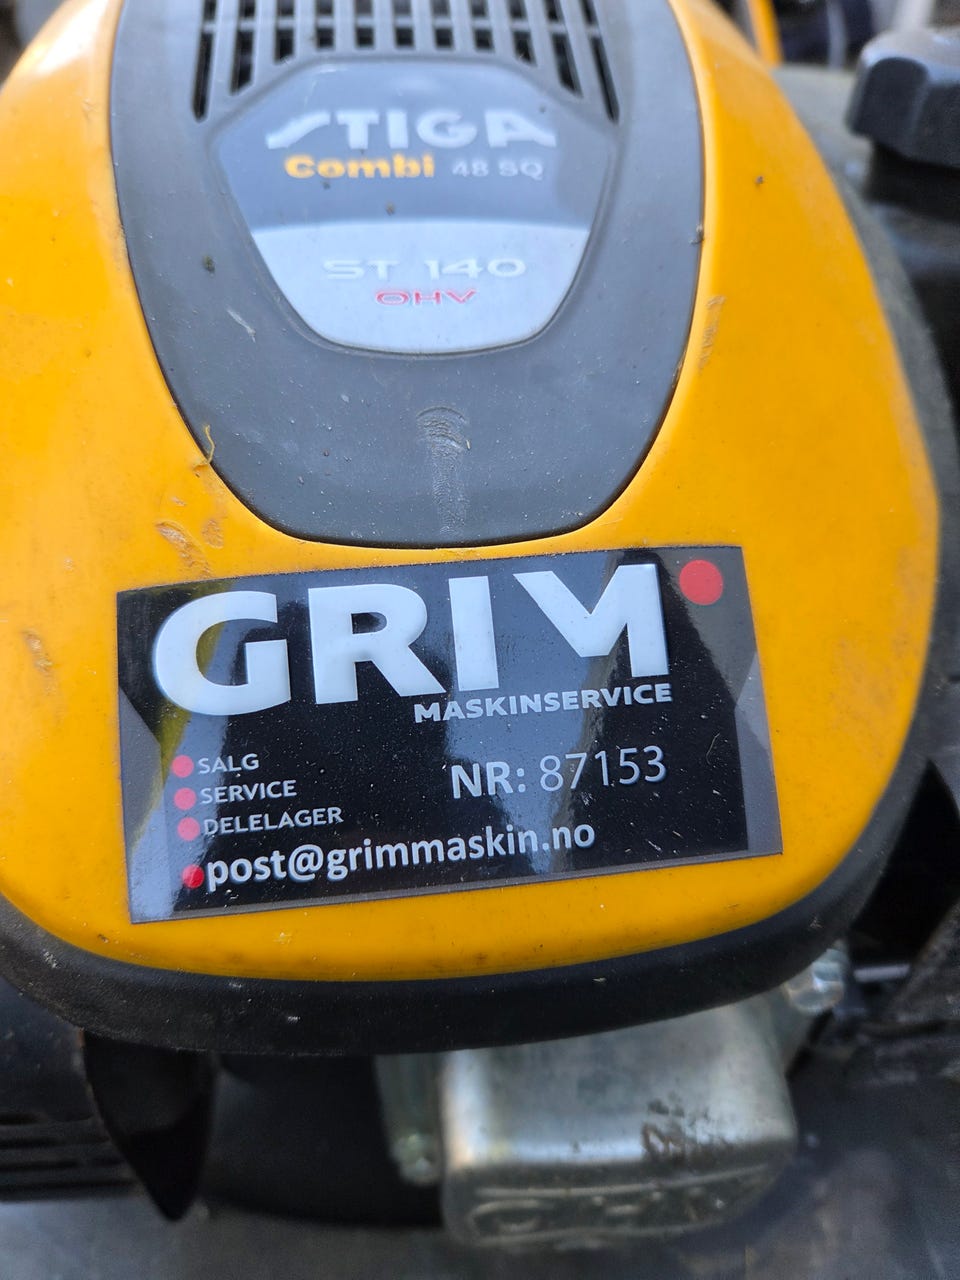 STIGA
Combi 48 SQ
ST 140
OHV
GRIM
MASKINSERVICE
SALG
SERVICE
DELELAGER
NR: 87153
post@grimmaskin.no